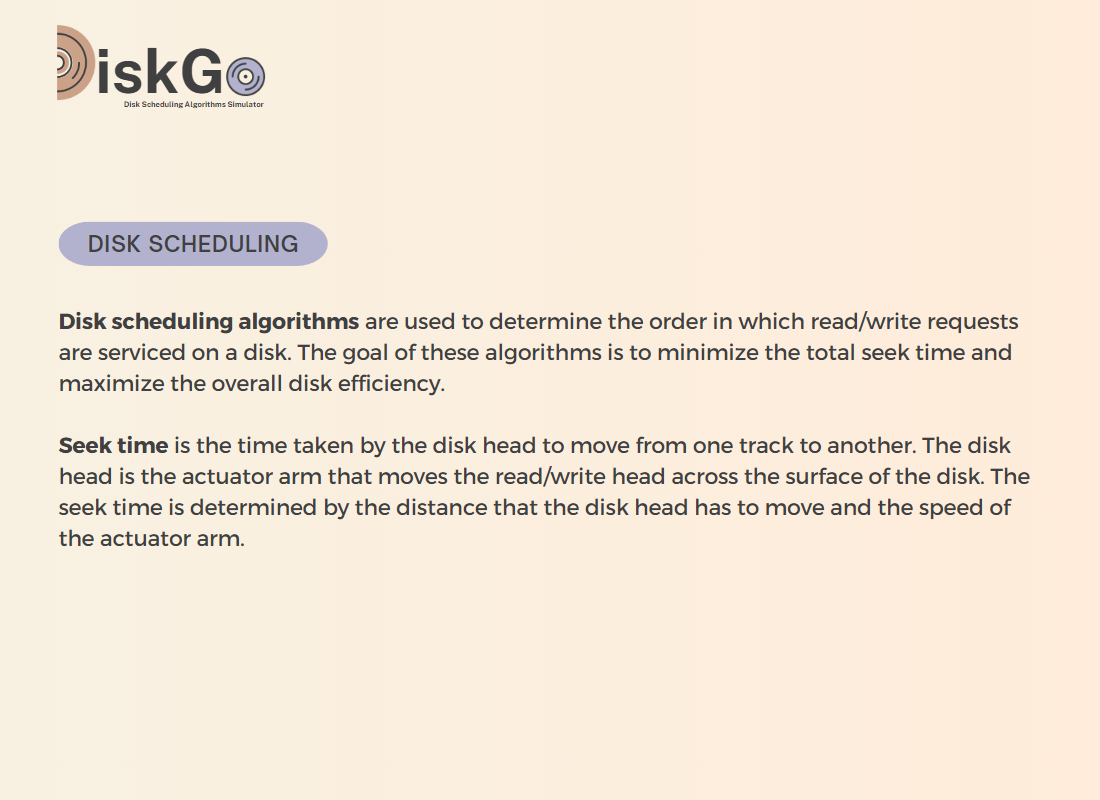 DiskGo
Disk Scheduling Algorithms Simulator
DISK SCHEDULING
Disk scheduling algorithms are used to determine the order in which read/write requests
are serviced on a disk. The goal of these algorithms is to minimize the total seek time and
maximize the overall disk efficiency.
Seek time is the time taken by the disk head to move from one track to another. The disk
head is the actuator arm that moves the read/write head across the surface of the disk. The
seek time is determined by the distance that the disk head has to move and the speed of
the actuator arm.